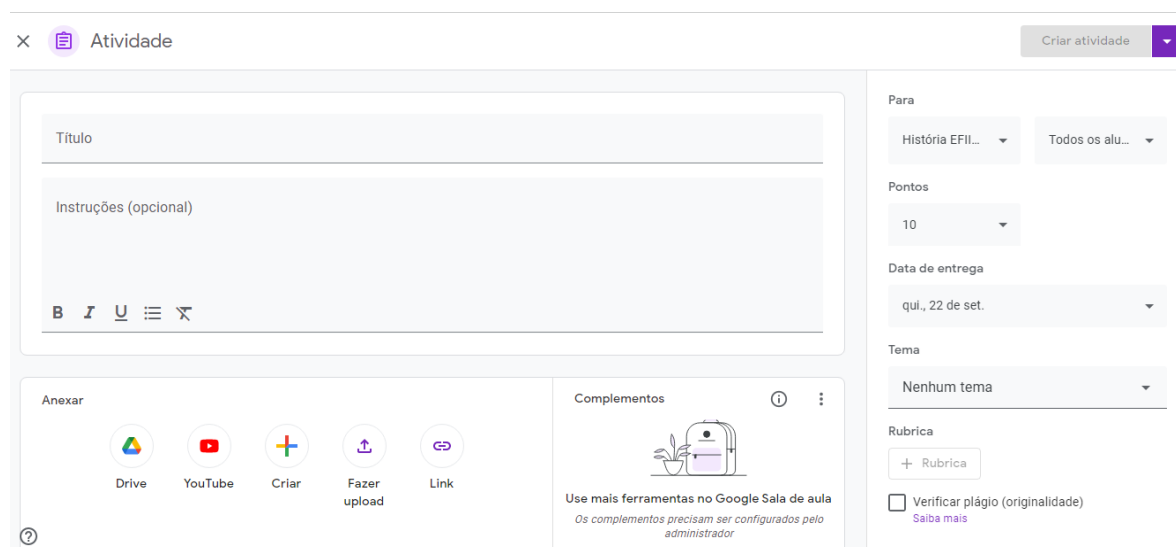 Atividade
Criar atividade
Título
Instruções (opcional)
B I U
Anexar
Drive
YouTube
Criar
Fazer
upload
Link
Complementos
Use mais ferramentas no Google Sala de aula
Os complementos precisam ser configurados pelo
administrador
Para
História EFII...
Todos os alu...
Pontos
10
Data de entrega
qui., 22 de set.
Tema
Nenhum tema
Rubrica
+ Rubrica
Verificar plágio (originalidade)
Saiba mais